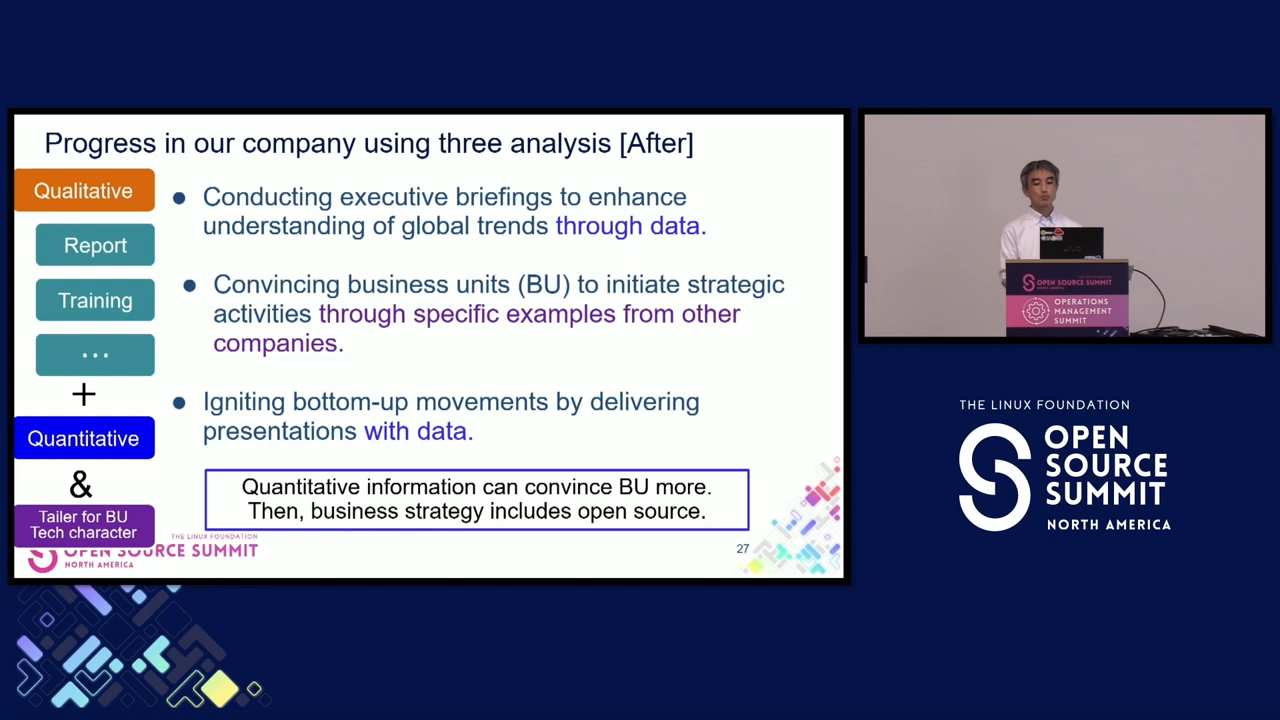 Progress in our company using three analysis [After]
Qualitative
Report
Training
...
+
Quantitative
&
Tailer for BU
Tech character
● Conducting executive briefings to enhance
understanding of global trends through data.
● Convincing business units (BU) to initiate strategic
activities through specific examples from other
companies.
● Igniting bottom-up movements by delivering
presentations with data.
Quantitative information can convince BU more.
Then, business strategy includes open source.
THE LINUX FOUNDATION
OPEN SOURCE SUMMIT
NORTH AMERICA
27
OPEN SOURCE SUMMIT
OPERATIONS
MANAGEMENT
SUMMIT
THE LINUX FOUNDATION
OPEN
SOURCE
SUMMIT
NORTH AMERICA